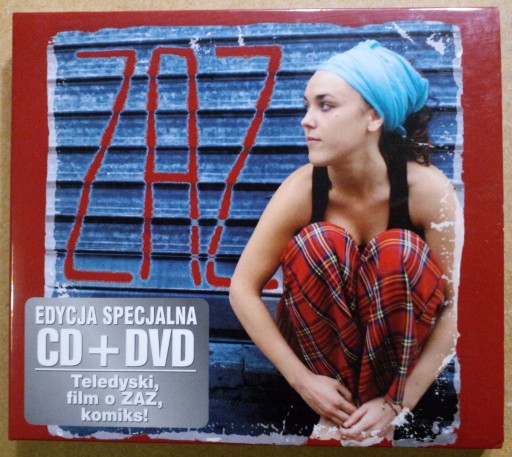 ZAZ
EDYCJA SPECJALNA
CD + DVD
Teledyski,
film o ZAZ,
komiks!